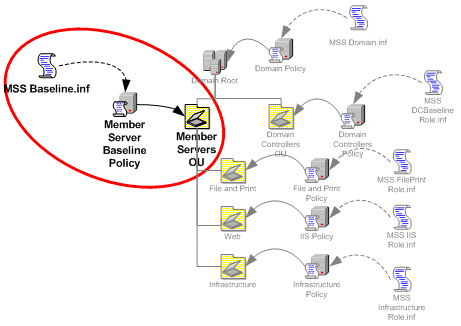 MSS Domain.inf
MSS Baseline.inf
Domain Root
Domain Policy
MSS
DCBaseline
Role.inf
Member
Server
Baseline
Policy
Member
Servers
OU
Domain
Controllers
OU
Domain
Controllers
Policy
File and Print
File and Print
Policy
MSS FilePrint
Role.inf
Web
IIS Policy
MSS IIS
Role.inf
Infrastructure
Infrastructure
Policy
MSS
Infrastructure
Role.inf